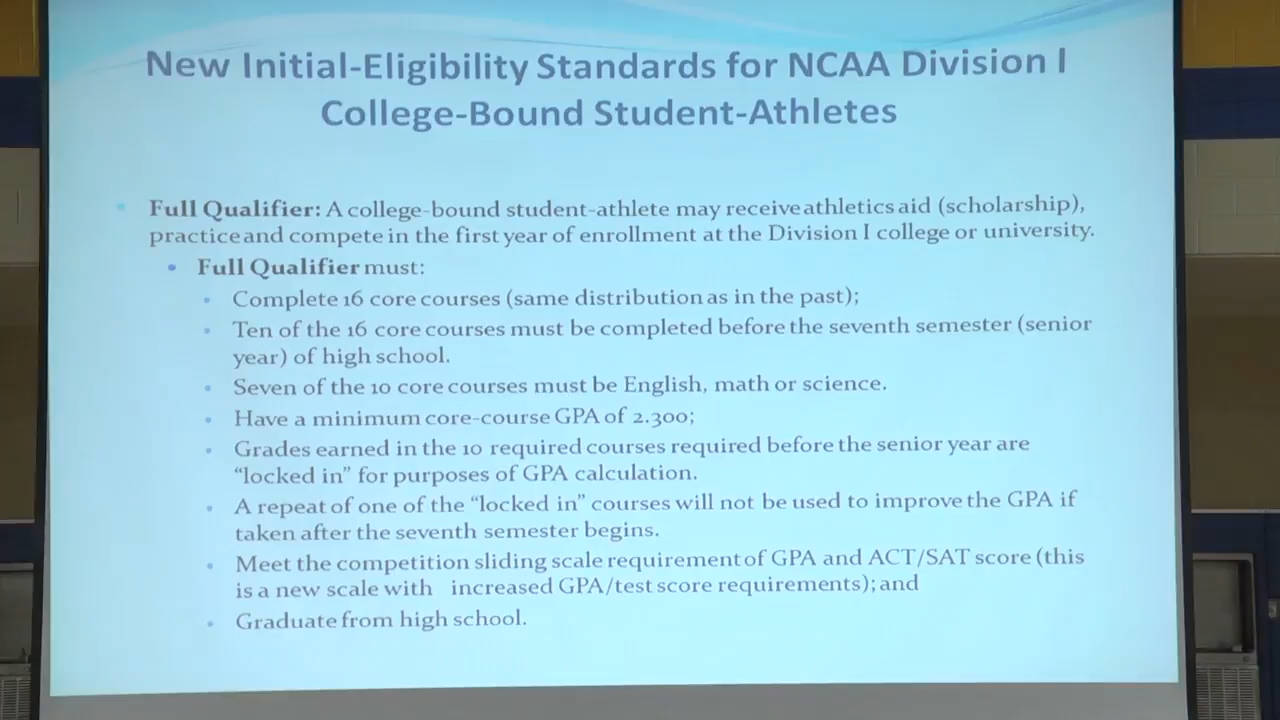 New Initial-Eligibility Standards for NCAA Division I
College-Bound Student-Athletes
Full Qualifier: A college-bound student-athlete may receive athletics aid (scholarship),
practice and compete in the first year of enrollment at the Division I college or university.
Full Qualifier must:
Complete 16 core courses (same distribution as in the past);
Ten of the 16 core courses must be completed before the seventh semester (senior
year) of high school.
Seven of the 10 core courses must be English, math or science.
Have a minimum core-course GPA of 2.300;
Grades earned in the 10 required courses required before the senior year are
“locked in” for purposes of GPA calculation.
A repeat of one of the “locked in” courses will not be used to improve the GPA if
taken after the seventh semester begins.
Meet the competition sliding scale requirement of GPA and ACT/SAT score (this
is a new scale with increased GPA/test score requirements); and
Graduate from high school.